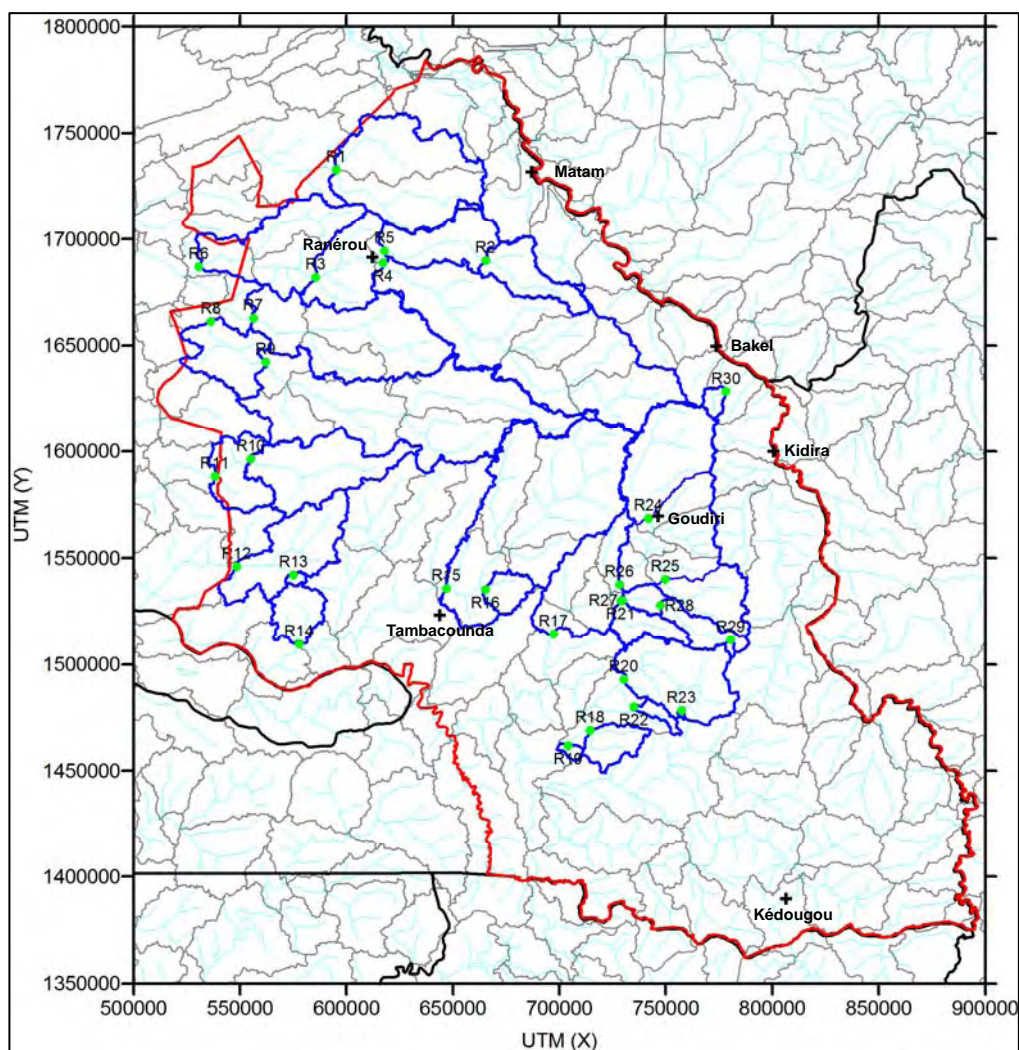 1800000
1750000
1700000
1650000
1600000
1550000
1500000
1450000
1400000
1350000
UTM (Y)
R1
Matam
R5
Ranérou
R2
R6
R3
R4
R7
R8
Bakel
R9
R30
R10
Kidira
R11
R24
Goudiri
R12
R13
R15
R26
R25
R16
R27
R28
R21
Tambacounda
R17
R14
R29
R20
R23
R18
R22
R19
Kédougou
500000 550000 600000 650000 700000 750000 800000 850000 900000
UTM (X)